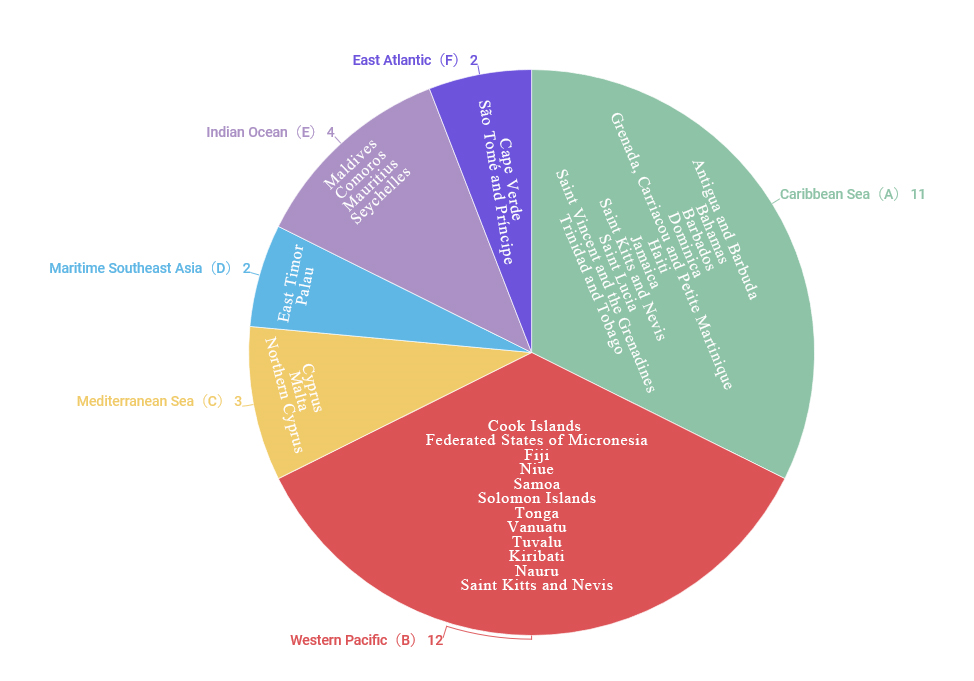 East Atlantic（F） 2
Indian Ocean（E） 4
Maritime Southeast Asia（D） 2
Mediterranean Sea（C） 3
Western Pacific（B） 12
Caribbean Sea（A） 11
Cape Verde
São Tomé and Príncipe
Maldives
Comoros
Mauritius
Seychelles
East Timor
Palau
Cyprus
Malta
Northern Cyprus
Antigua and Barbuda
Bahamas
Barbados
Dominica
Grenada, Carriacou and Petite Martinique
Haiti
Jamaica
Saint Kitts and Nevis
Saint Lucia
Saint Vincent and the Grenadines
Trinidad and Tobago
Cook Islands
Federated States of Micronesia
Fiji
Niue
Samoa
Solomon Islands
Tonga
Vanuatu
Tuvalu
Kiribati
Nauru
Saint Kitts and Nevis